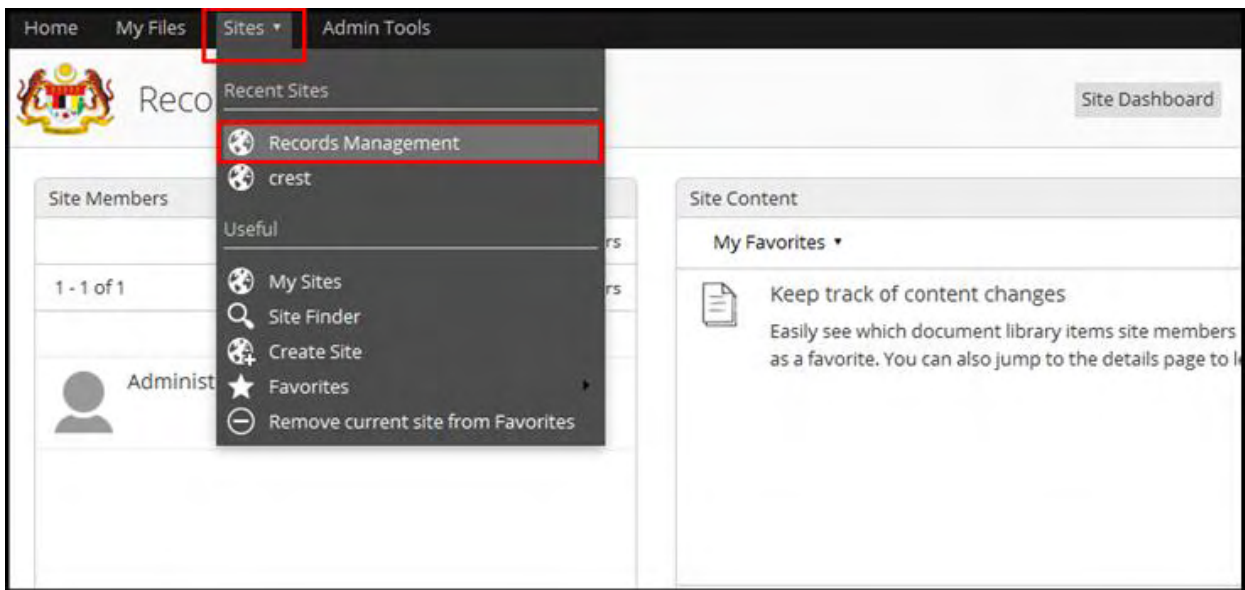 Home My Files Sites Admin Tools
Reco
Site Dashboard
Recent Sites
Records Management
crest
Useful
My Sites
Site Finder
Create Site
Favorites
Remove current site from Favorites
Site Members
rs
1 - 1 of 1
rs
Administ
Site Content
My Favorites
Keep track of content changes
Easily see which document library items site members
as a favorite. You can also jump to the details page to l